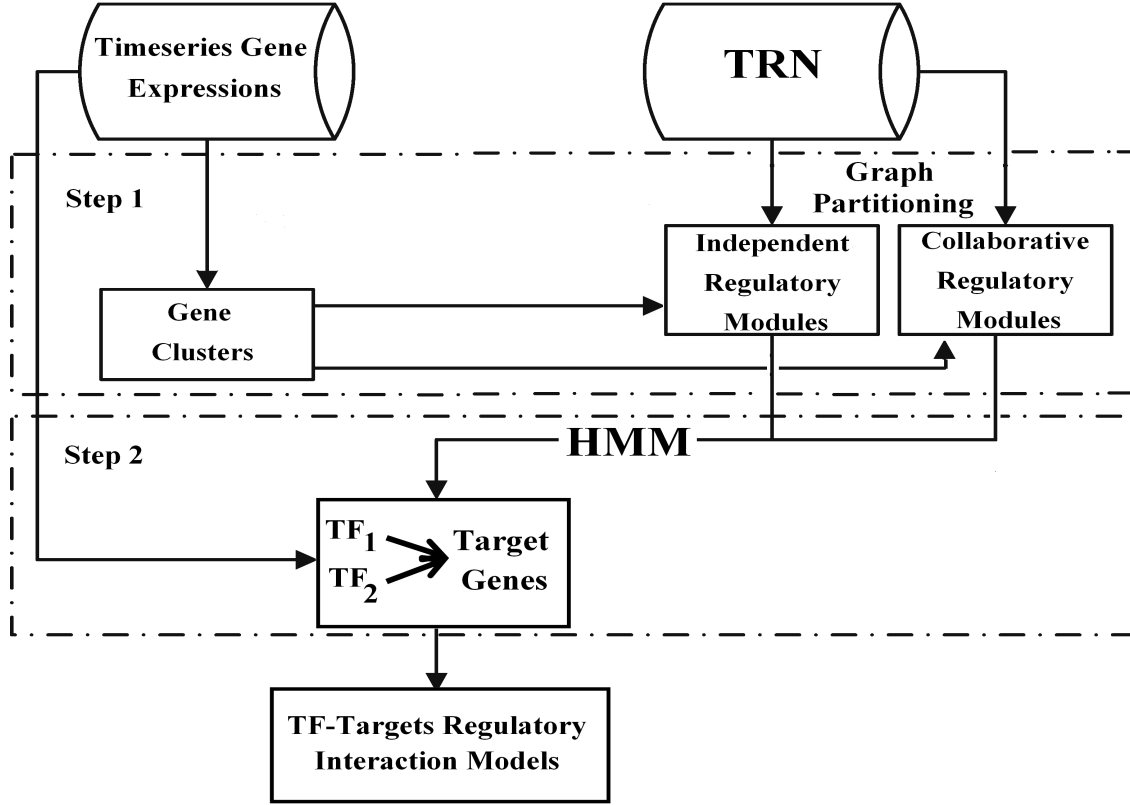 Timeseries Gene
Expressions
TRN
Step 1
Graph
Partitioning
Independent
Regulatory
Modules
Collaborative
Regulatory
Modules
Gene
Clusters
HMM
Step 2
TF1
TF2
Target
Genes
TF-Targets Regulatory
Interaction Models